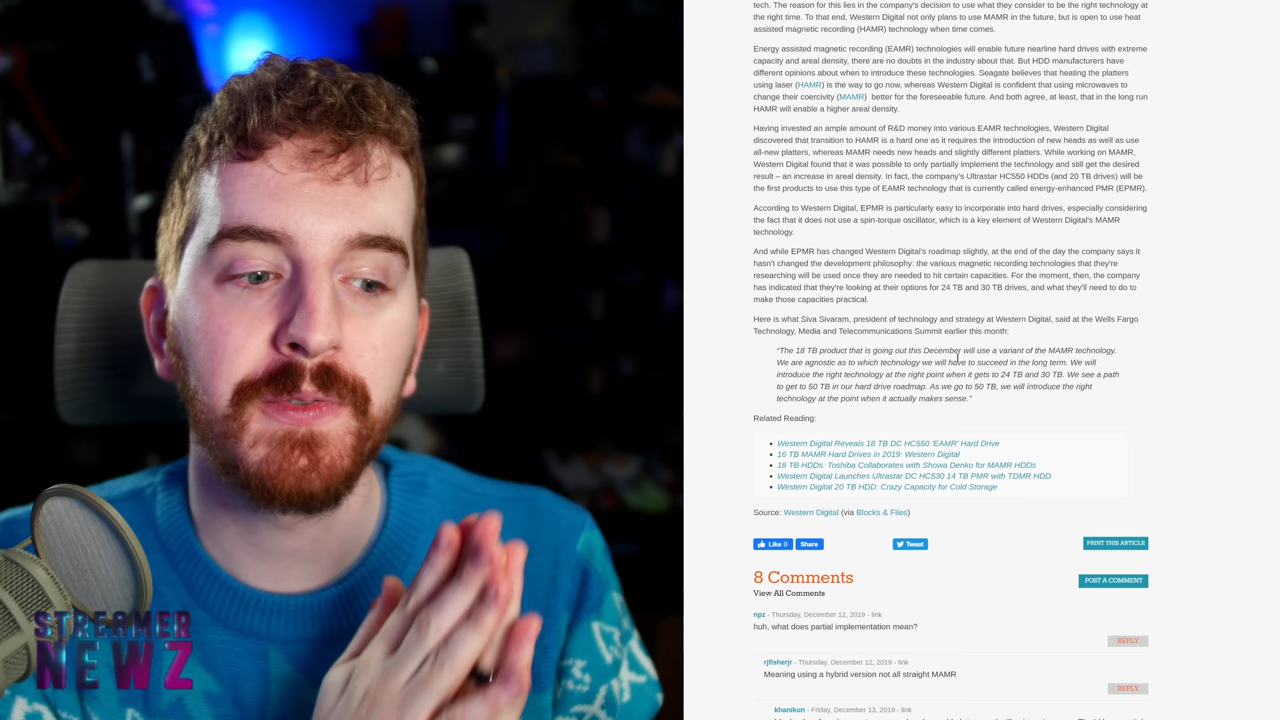 tech. The reason for this lies in the company's decision to use what they consider to be the right technology at
the right time. To that end, Western Digital not only plans to use MAMR in the future, but is open to use heat
assisted magnetic recording (HAMR) technology when time comes.
Energy assisted magnetic recording (EAMR) technologies will enable future nearline hard drives with extreme
capacity and areal density, there are no doubts in the industry about that. But HDD manufacturers have
different opinions about when to introduce these technologies. Seagate believes that heating the platters
using laser (HAMR) is the way to go now, whereas Western Digital is confident that using microwaves to
change their coercivity (MAMR)  better for the foreseeable future. And both agree, at least, that in the long run
HAMR will enable a higher areal density.
Having invested an ample amount of R&D money into various EAMR technologies, Western Digital
discovered that transition to HAMR is a hard one as it requires the introduction of new heads as well as use
all-new platters, whereas MAMR needs new heads and slightly different platters. While working on MAMR,
Western Digital found that it was possible to only partially implement the technology and still get the desired
result – an increase in areal density. In fact, the company's Ultrastar HC550 HDDs (and 20 TB drives) will be
the first products to use this type of EAMR technology that is currently called energy-enhanced PMR (EPMR).
According to Western Digital, EPMR is particularly easy to incorporate into hard drives, especially considering
the fact that it does not use a spin-torque oscillator, which is a key element of Western Digital's MAMR
technology.
And while EPMR has changed Western Digital's roadmap slightly, at the end of the day the company says it
hasn't changed the development philosophy: the various magnetic recording technologies that they're
researching will be used once they are needed to hit certain capacities. For the moment, then, the company
has indicated that they're looking at their options for 24 TB and 30 TB drives, and what they'll need to do to
make those capacities practical.
Here is what Siva Sivaram, president of technology and strategy at Western Digital, said at the Wells Fargo
Technology, Media and Telecommunications Summit earlier this month:
"The 18 TB product that is going out this December will use a variant of the MAMR technology.
We are agnostic as to which technology we will have to succeed in the long term. We will
introduce the right technology at the right point when it gets to 24 TB and 30 TB. We see a path
to get to 50 TB in our hard drive roadmap. As we go to 50 TB, we will introduce the right
technology at the point when it actually makes sense."
Related Reading:
Western Digital Reveals 18 TB DC HC550 'EAMR' Hard Drive
16 TB MAMR Hard Drives in 2019: Western Digital
18 TB HDDs: Toshiba Collaborates with Showa Denko for MAMR HDDs
Western Digital Launches Ultrastar DC HC530 14 TB PMR with TDMR HDD
Western Digital 20 TB HDD: Crazy Capacity for Cold Storage
Source: Western Digital (via Blocks & Files)
Like 0 Share Tweet PRINT THIS ARTICLE
8 Comments POST A COMMENT
View All Comments
npz - Thursday, December 12, 2019 - link
huh, what does partial implementation mean?
REPLY
rjfisherjr - Thursday, December 12, 2019 - link
Meaning using a hybrid version not all straight MAMR
REPLY
khanikun - Friday, December 13, 2019 - link
STREAMER
NEWZ